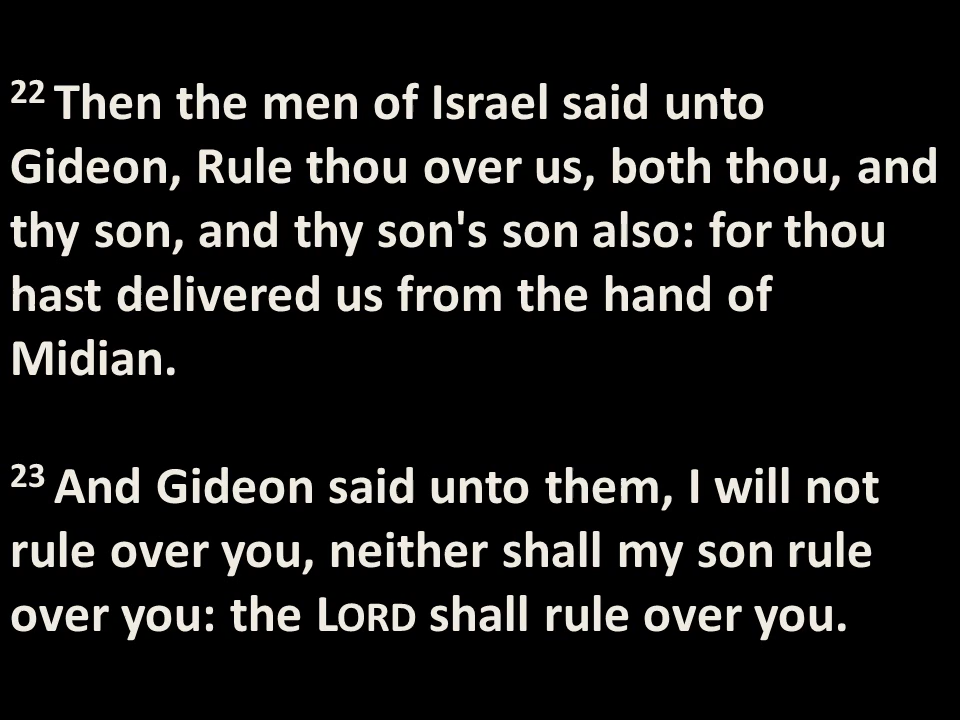 22 Then the men of Israel said unto
Gideon, Rule thou over us, both thou, and
thy son, and thy son's son also: for thou
hast delivered us from the hand of
Midian.
23 And Gideon said unto them, I will not
rule over you, neither shall my son rule
over you: the LORD shall rule over you.